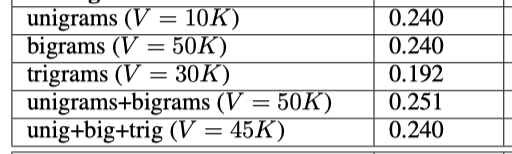 unigrams (V = 10K) 0.240
bigrams (V = 50K) 0.240
trigrams (V = 30K) 0.192
unigrams+bigrams (V = 50K) 0.251
unig+big+trig (V = 45K) 0.240